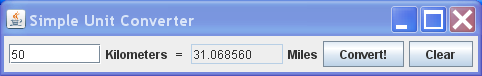 Simple Unit Converter
50 Kilometers = 31.068560 Miles Convert! Clear